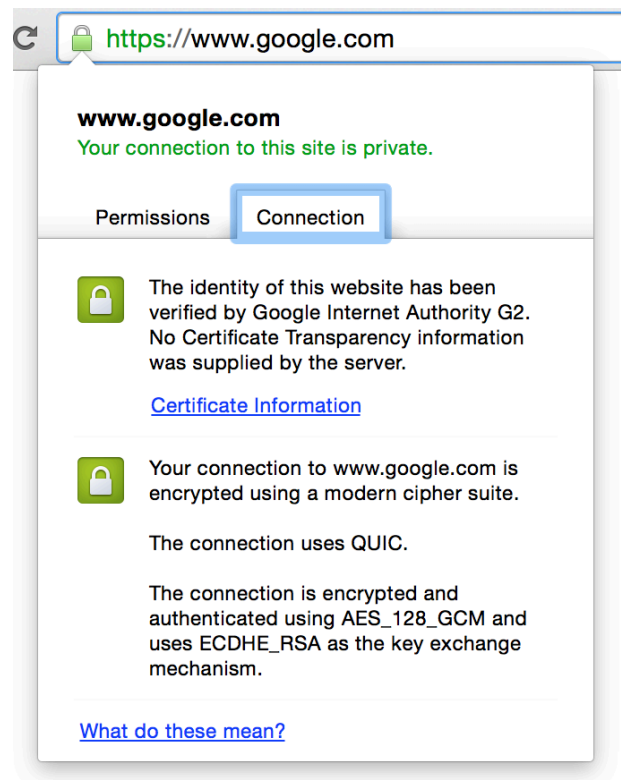 https://www.google.com
www.google.com
Your connection to this site is private.
Permissions
Connection
The identity of this website has been
verified by Google Internet Authority G2.
No Certificate Transparency information
was supplied by the server.
Certificate Information
Your connection to www.google.com is
encrypted using a modern cipher suite.
The connection uses QUIC.
The connection is encrypted and
authenticated using AES_128_GCM and
uses ECDHE_RSA as the key exchange
mechanism.
What do these mean?